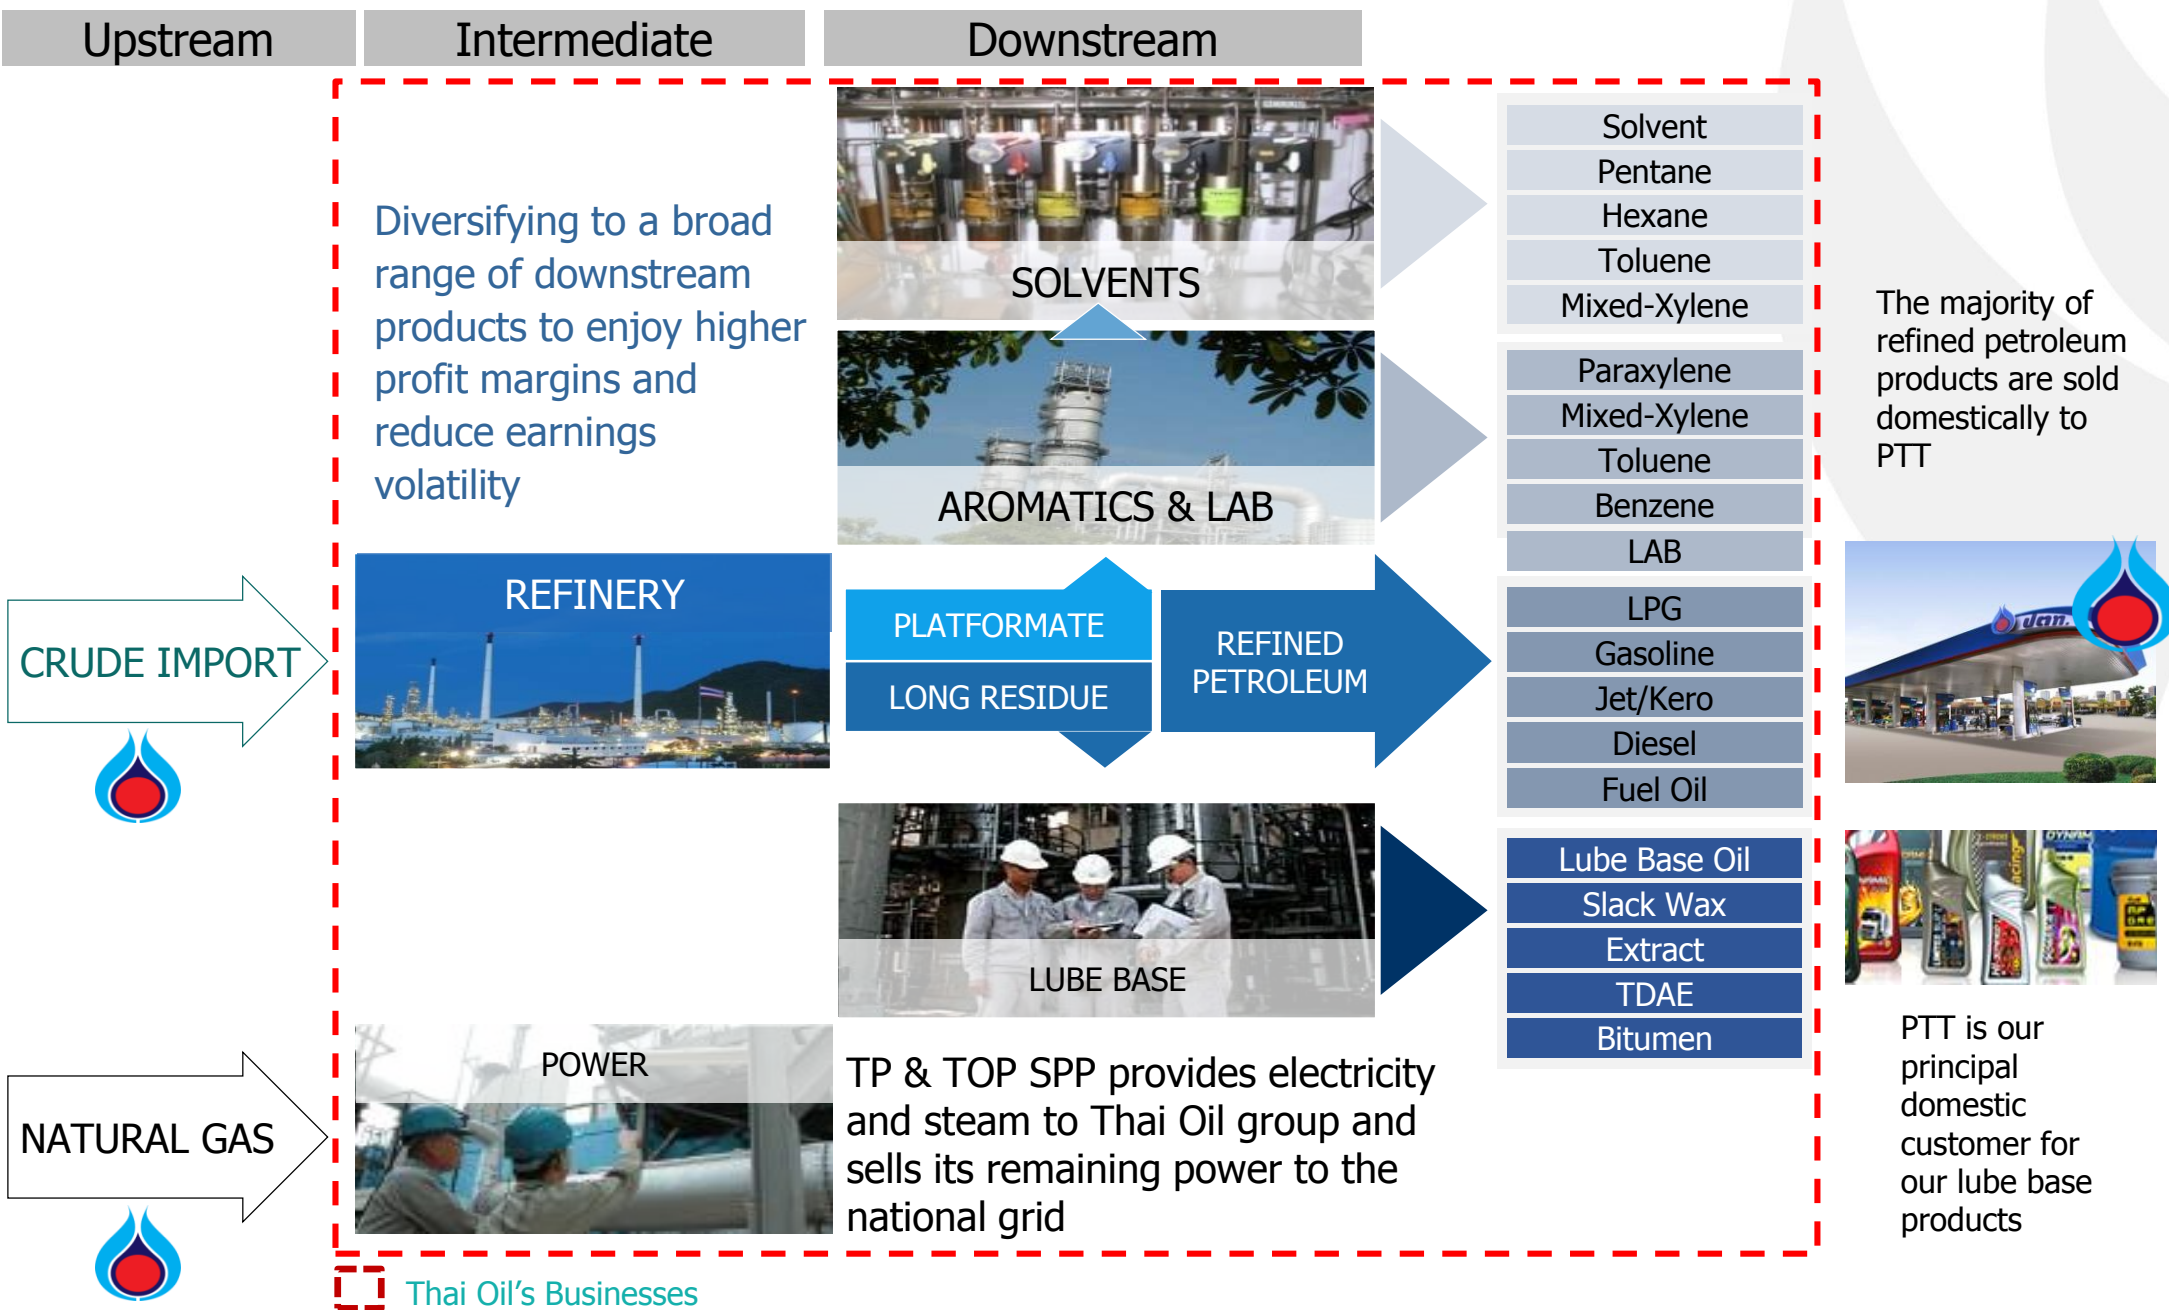 Upstream
Intermediate
Downstream
Diversifying to a broad
range of downstream
products to enjoy higher
profit margins and
reduce earnings
volatility
SOLVENTS
Solvent
Pentane
Hexane
Toluene
Mixed-Xylene
AROMATICS & LAB
Paraxylene
Mixed-Xylene
Toluene
Benzene
LAB
The majority of
refined petroleum
products are sold
domestically to
PTT
CRUDE IMPORT
REFINERY
PLATFORMATE
LONG RESIDUE
REFINED
PETROLEUM
LPG
Gasoline
Jet/Kero
Diesel
Fuel Oil
LUBE BASE
Lube Base Oil
Slack Wax
Extract
TDAE
Bitumen
NATURAL GAS
POWER
TP & TOP SPP provides electricity
and steam to Thai Oil group and
sells its remaining power to the
national grid
PTT is our
principal
domestic
customer for
our lube base
products
Thai Oil’s Businesses